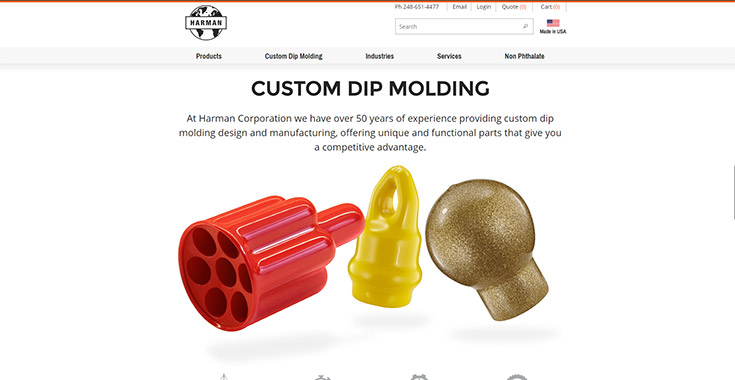 Ph 248-651-4477 Email Login Quote (0) Cart (0)
HARMAN
Search
Made in USA
Products Custom Dip Molding Industries Services Non Phthalate
CUSTOM DIP MOLDING
At Harman Corporation we have over 50 years of experience providing custom dip
molding design and manufacturing, offering unique and functional parts that give you
a competitive advantage.